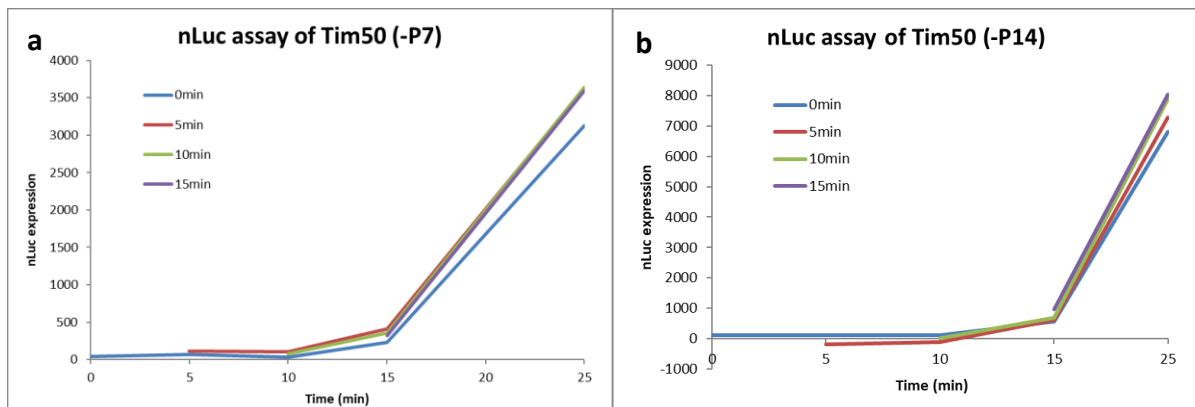 a
nLuc assay of Tim50 (-P7)
4000
3500
3000
2500
2000
1500
1000
500
0
nLuc expression
0min
5min
10min
15min
0 5 10 15 20 25
Time (min)
b
nLuc assay of Tim50 (-P14)
9000
8000
7000
6000
5000
4000
3000
2000
1000
0
-1000
nLuc expression
0min
5min
10min
15min
0 5 10 15 25
Time (min)